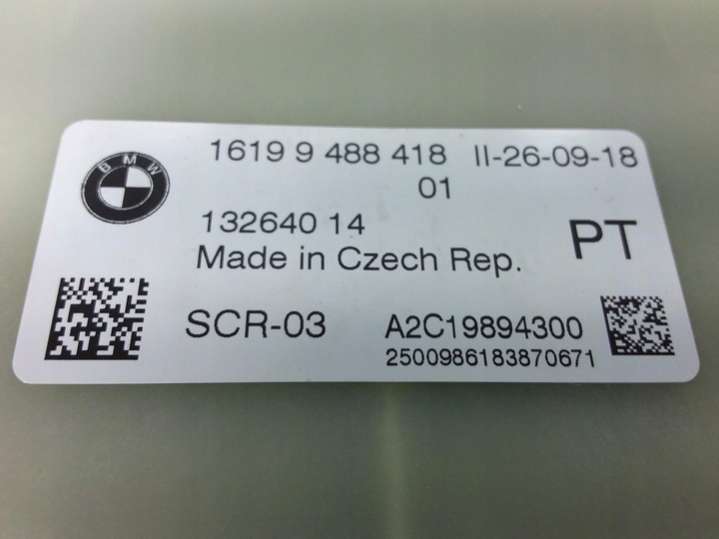 BMW
1619 9 488 418 II-26-09-18
01
132640 14
PT
Made in Czech Rep.
SCR-03 A2C19894300
2500986183870671